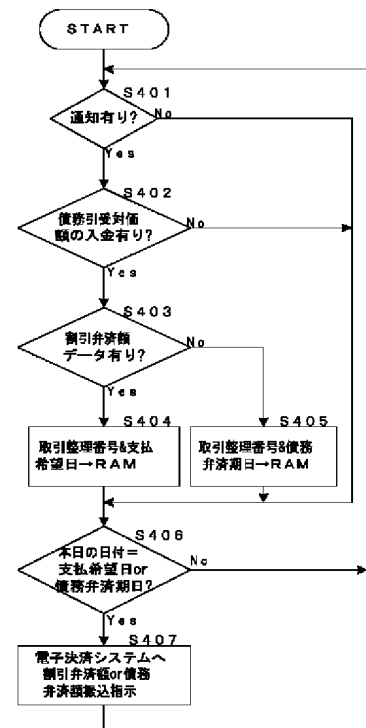 START
S401
通知有り?
No
Yes
S402
債務引受対価
額の入金有り?
No
Yes
S403
割引弁済額
データ有り?
No
Yes
S404
取引整理番号&支払
希望日→RAM
S405
取引整理番号&債務
弁済期日→RAM
S406
本日の日付=
支払希望日or
債務弁済期日?
No
Yes
S407
電子決済システムへ
割引弁済額or債務
弁済額振込指示